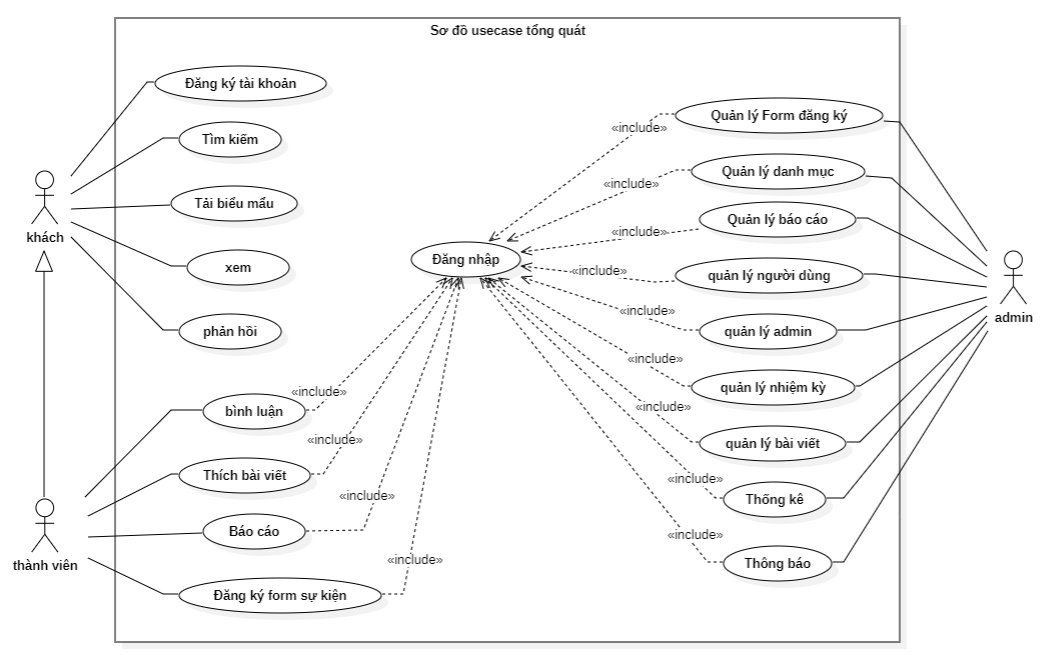 Sơ đồ usecase tổng quát
Đăng ký tài khoản
Tìm kiếm
Tải biểu mẩu
xem
phản hồi
khách
bình luận
Thích bài viết
Báo cáo
Đăng ký form sự kiện
thành viên
Đăng nhập
Quản lý Form đăng ký
Quản lý danh mục
Quản lý báo cáo
quản lý người dùng
quản lý admin
quản lý nhiệm kỳ
quản lý bài viết
Thống kê
Thông báo
admin
«include»
«include»
«include»
«include»
«include»
«include»
«include»
«include»
«include»
«include»
«include»
«include»
«include»